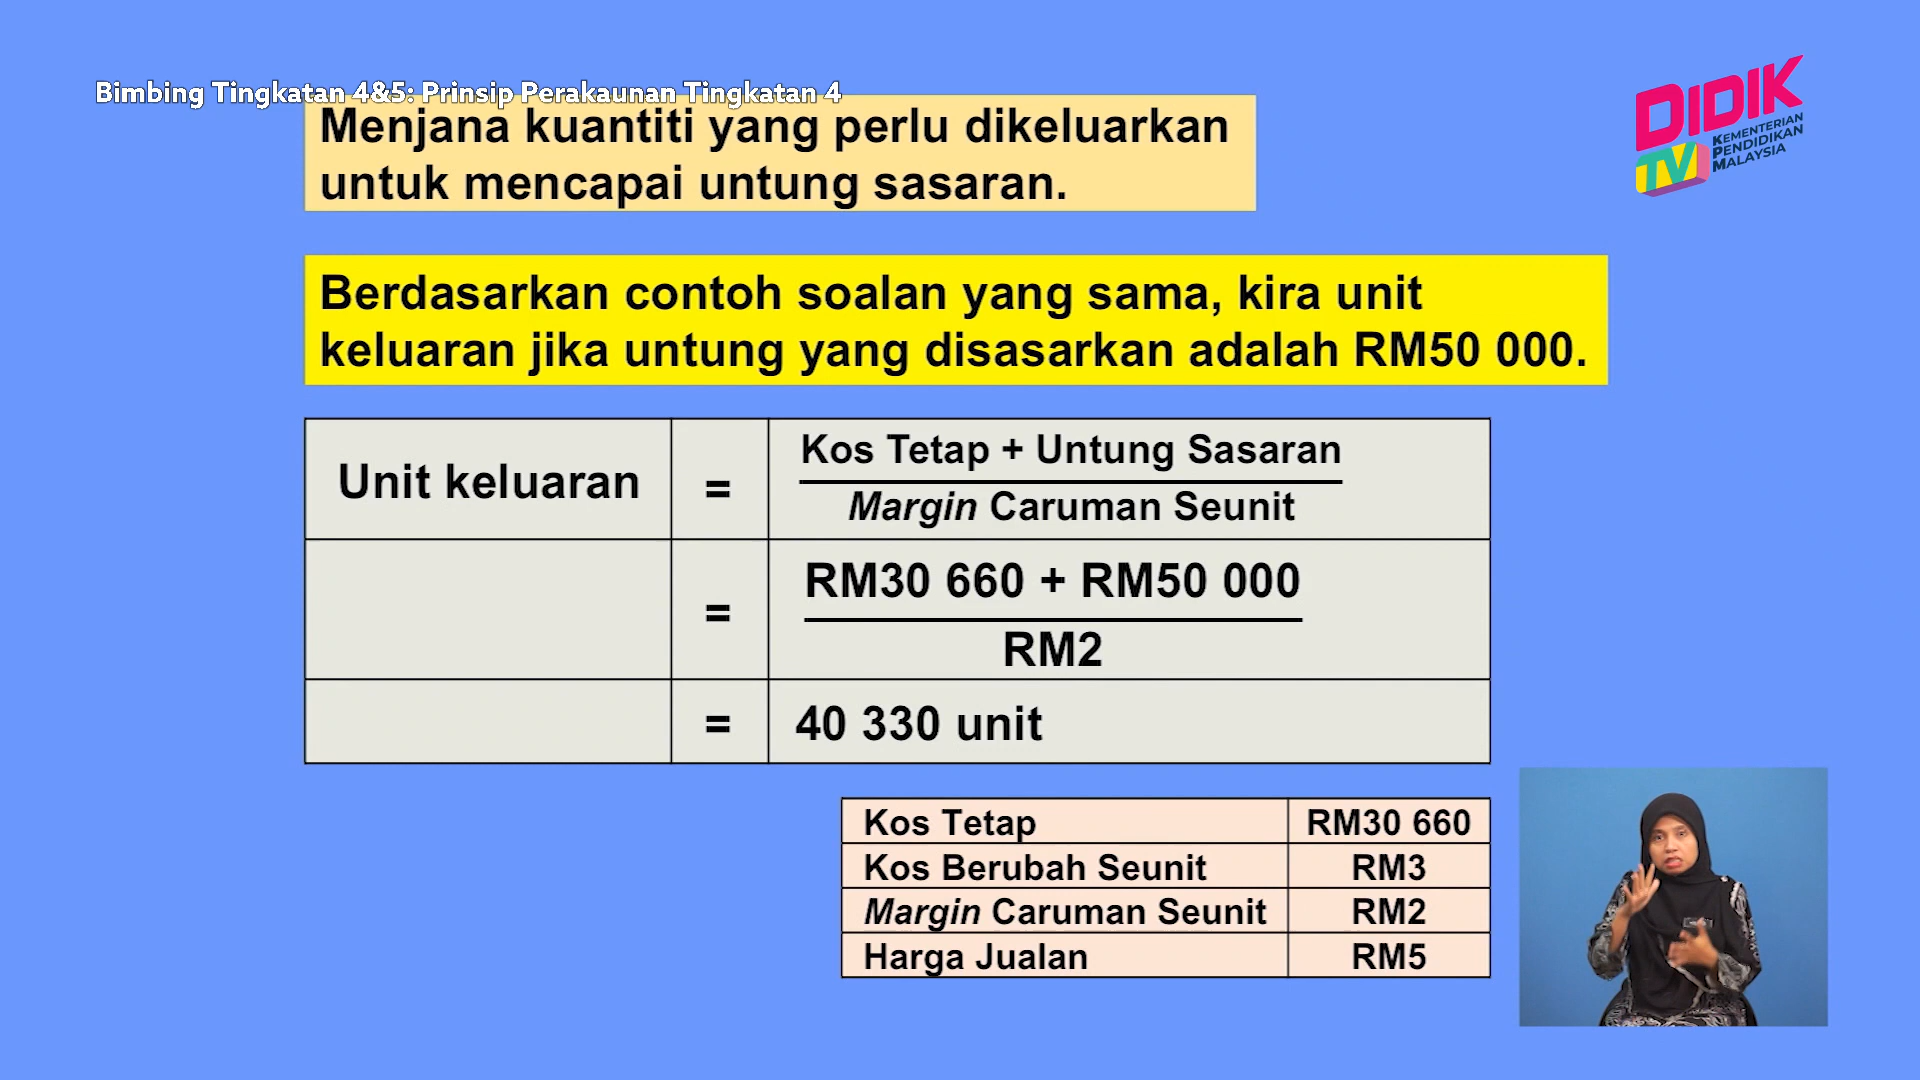 Bimbing Tingkatan 4&5: Prinsip Perakaunan Tingkatan 4
DIDIK
TV
KEMENTERIAN
PENDIDIKAN
MALAYSIA
Menjana kuantiti yang perlu dikeluarkan
untuk mencapai untung sasaran.
Berdasarkan contoh soalan yang sama, kira unit
keluaran jika untung yang disasarkan adalah RM50 000.
Unit keluaran = Kos Tetap + Untung Sasaran
Margin Caruman Seunit
= RM30 660 + RM50 000
RM2
= 40 330 unit
Kos Tetap RM30 660
Kos Berubah Seunit RM3
Margin Caruman Seunit RM2
Harga Jualan RM5